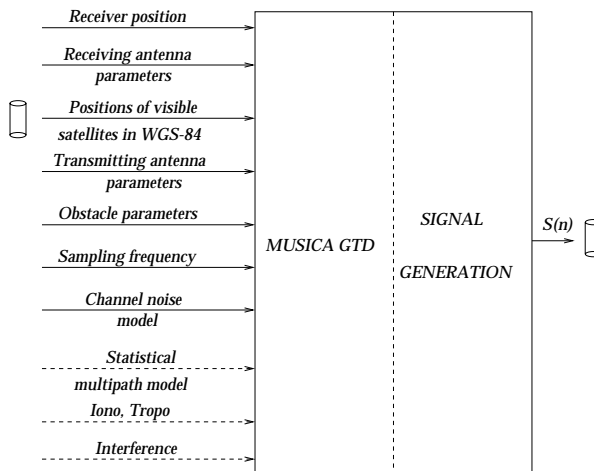 Receiver position
Receiving antenna
parameters
Positions of visible
satellites in WGS-84
Transmitting antenna
parameters
Obstacle parameters
Sampling frequency
Channel noise
model
Statistical
multipath model
Iono, Tropo
Interference
MUSICA GTD
SIGNAL
GENERATION
S(n)